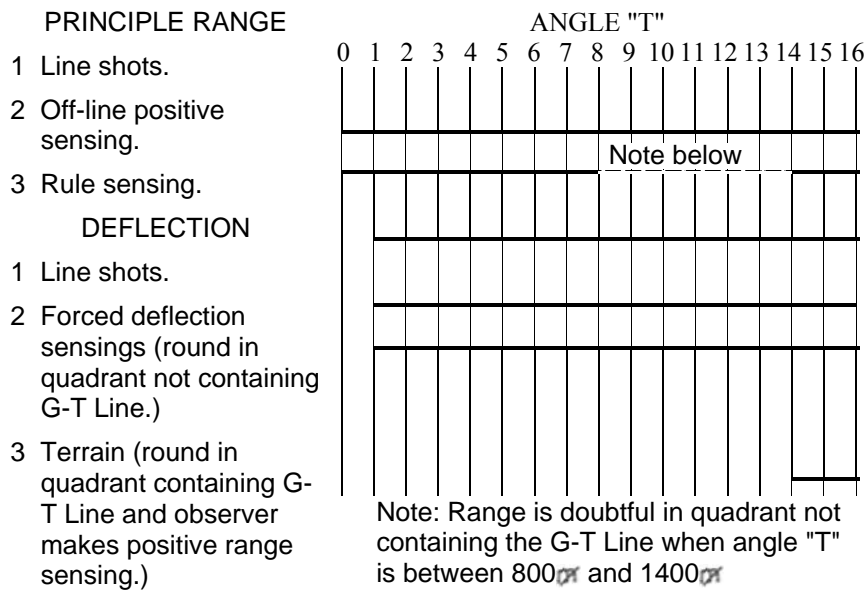 PRINCIPLE RANGE
1 Line shots.
2 Off-line positive
sensing.
3 Rule sensing.
DEFLECTION
1 Line shots.
2 Forced deflection
sensings (round in
quadrant not containing
G-T Line.)
3 Terrain (round in
quadrant containing G-
T Line and observer
makes positive range
sensing.)
ANGLE "T"
0 1 2 3 4 5 6 7 8 9 10 11 12 13 14 15 16
Note below
Note: Range is doubtful in quadrant not
containing the G-T Line when angle "T"
is between 800 and 1400